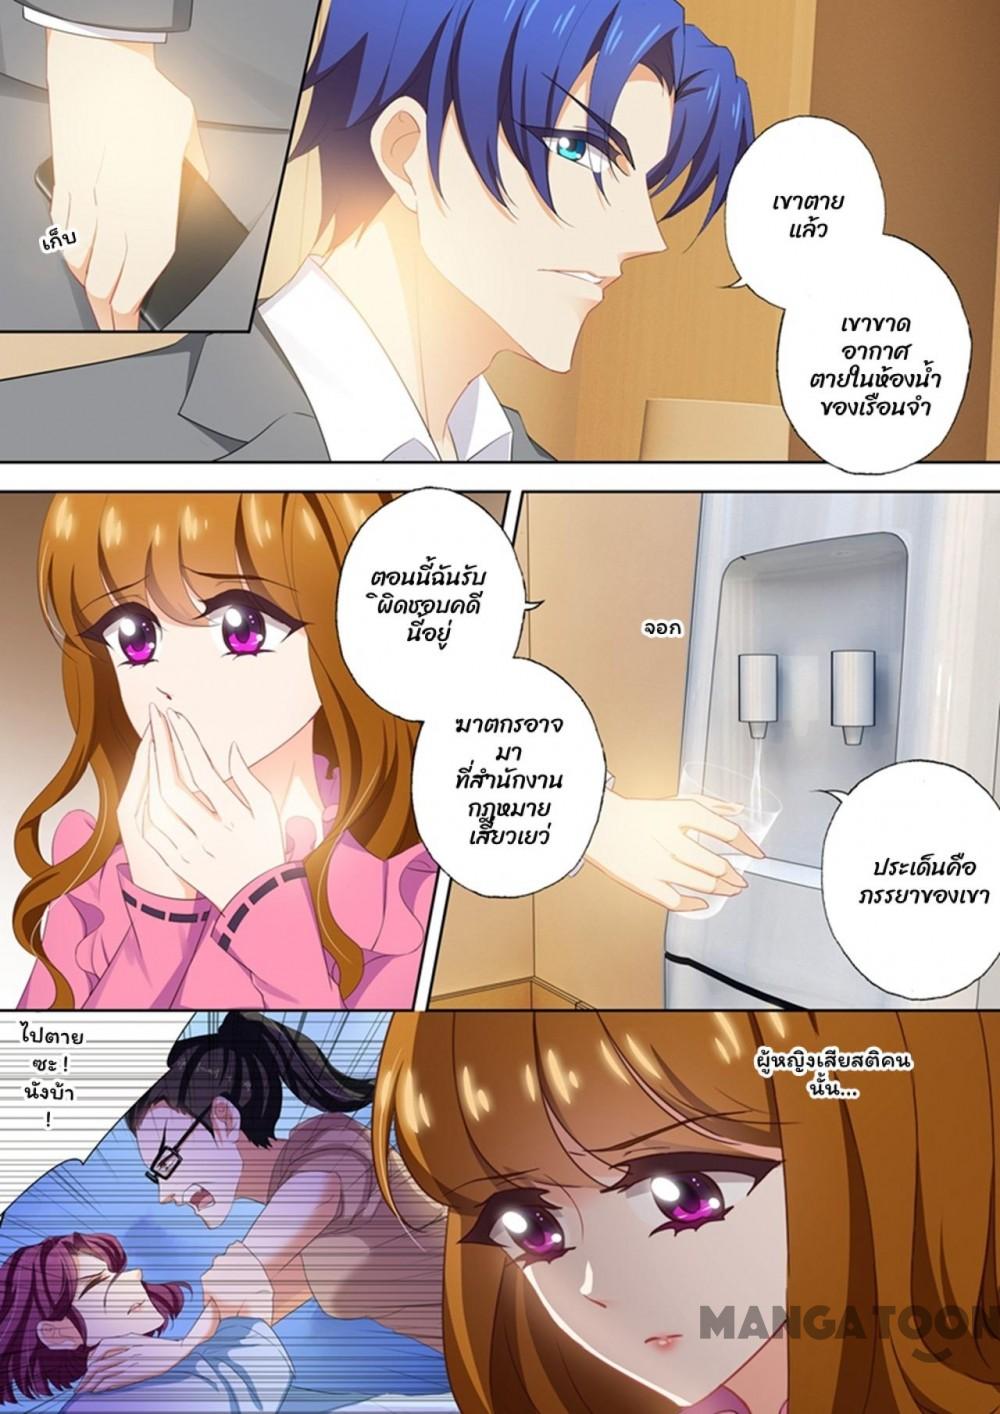 เก็บ
เขาตาย
แล้ว
เขาขาด
อากาศ
ตายในห้องน้ำ
ของเรือนจำ
ตอนนี้ฉันรับ
ผิดชอบคดี
นี้อยู่
ฆาตกรอาจ
มา
ที่สำนักงาน
กฎหมาย
เสี่ยวเยว่
จอก
ประเด็นคือ
ภรรยาของเขา
ไปตาย
ซะ!
นังบ้า
!
ผู้หญิงเสียสติคน
นั้น...
MANGATOON